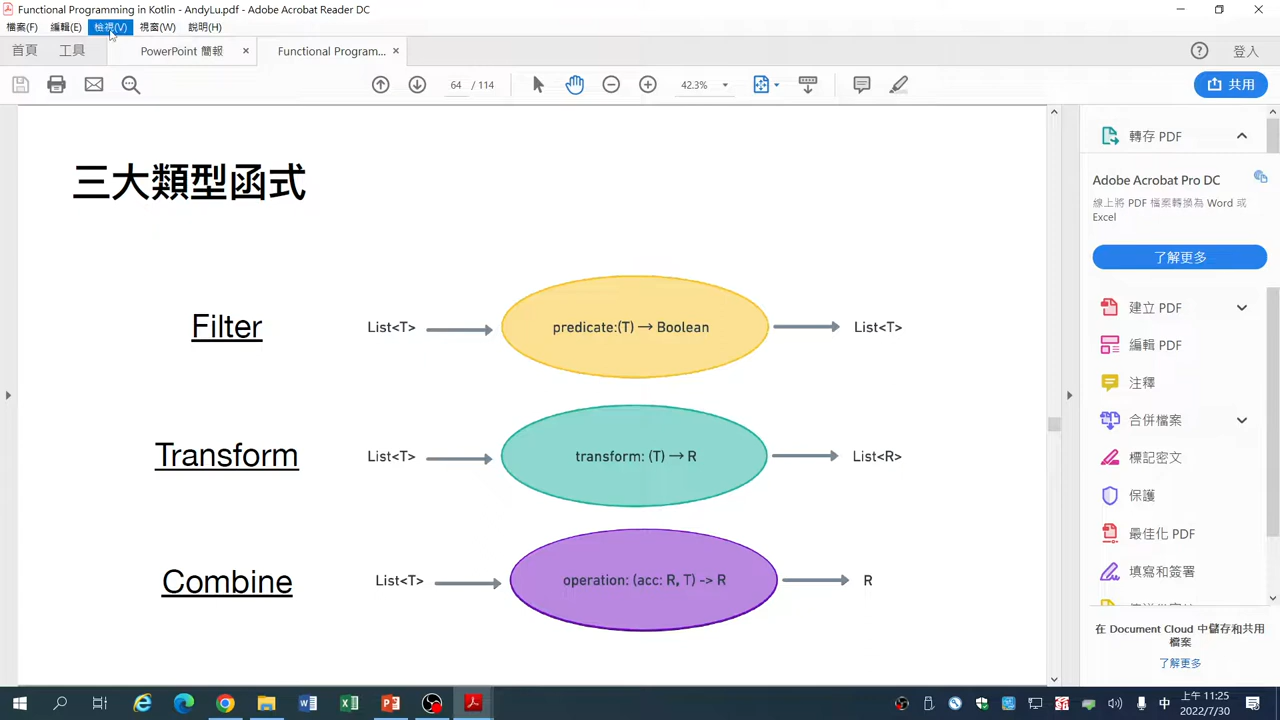 Functional Programming in Kotlin - AndyLu.pdf - Adobe Acrobat Reader DC
檔案(F) 編輯(E) 檢視(V) 視窗(W) 說明(H)
首頁 工具 PowerPoint 簡報 × Functional Program... × 登入
64 / 114 42.3% 共用
三大類型函式
Filter List<T> predicate:(T) → Boolean List<T>
Transform List<T> transform: (T) → R List<R>
Combine List<T> operation: (acc: R, T) -> R R
轉存 PDF
Adobe Acrobat Pro DC
線上將 PDF 檔案轉換為 Word 或
Excel
了解更多
建立 PDF
編輯 PDF
注釋
合併檔案
標記密文
保護
最佳化 PDF
填寫和簽署
在 Document Cloud 中儲存和共用
檔案
了解更多
中 上午 11:25
2022/7/30